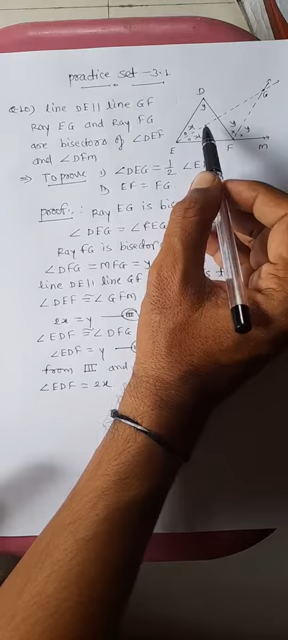 practice set - 3.1
Q.10) line DE || line GF
Ray EG and Ray FG
are bisectors of ∠DEF
and ∠DFM
⇒ To prove i) ∠DEG = 1/2 ∠E
EF = FG
proof :- Ray EG is bis
∠DEG = ∠FEG
Ray FG is bisector
∠DFG = MFG = y
line DE || line GF
∠DEF ≅ ∠GFM
2x = y
∠EDF ≅ ∠DFG
∠EDF = y
from III and
∠EDF = 2x
D
y
G
x
x
y
y
E
F
M